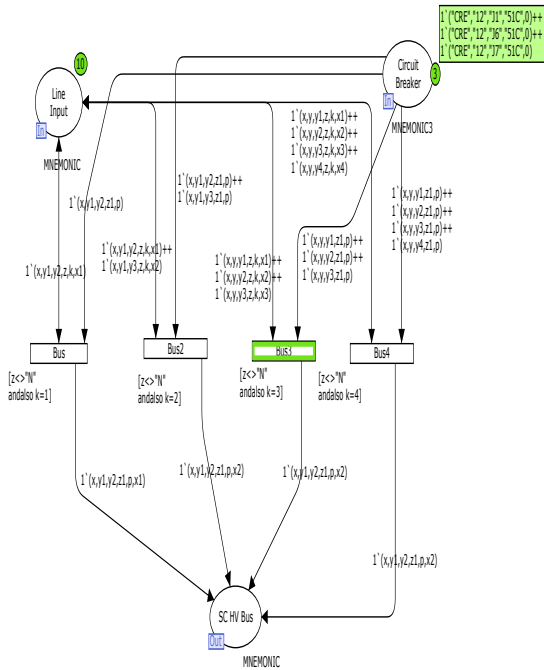 1`("CRE","12","J1","51C",0)++
1`("CRE","12","J6","51C",0)++
1`("CRE","12","J7","51C",0)
10
Line
Input
In
MNEMONIC
Circuit
Breaker
3
In
MNEMONIC3
1`(x,y,y1,z,k,x1)++
1`(x,y,y2,z,k,x2)++
1`(x,y,y3,z,k,x3)++
1`(x,y,y4,z,k,x4)
1`(x,y1,y2,z1,p)
1`(x,y1,y2,z1,p)++
1`(x,y1,y3,z1,p)
1`(x,y,y1,z1,p)++
1`(x,y,y2,z1,p)++
1`(x,y,y3,z1,p)++
1`(x,y,y4,z1,p)
1`(x,y1,y2,z,k,x1)
1`(x,y1,y2,z,k,x1)++
1`(x,y1,y3,z,k,x2)
1`(x,y,y1,z,k,x1)++
1`(x,y,y2,z,k,x2)++
1`(x,y,y3,z,k,x3)
1`(x,y,y1,z1,p)++
1`(x,y,y2,z1,p)++
1`(x,y,y3,z1,p)
Bus
Bus2
Bus3
Bus4
[z<>"N"
andalso k=1]
[z<>"N"
andalso k=2]
[z<>"N"
andalso k=3]
[z<>"N"
andalso k=4]
1`(x,y1,y2,z1,p,x1)
1`(x,y1,y2,z1,p,x2)
1`(x,y1,y2,z1,p,x2)
1`(x,y1,y2,z1,p,x2)
SC HV Bus
Out
MNEMONIC